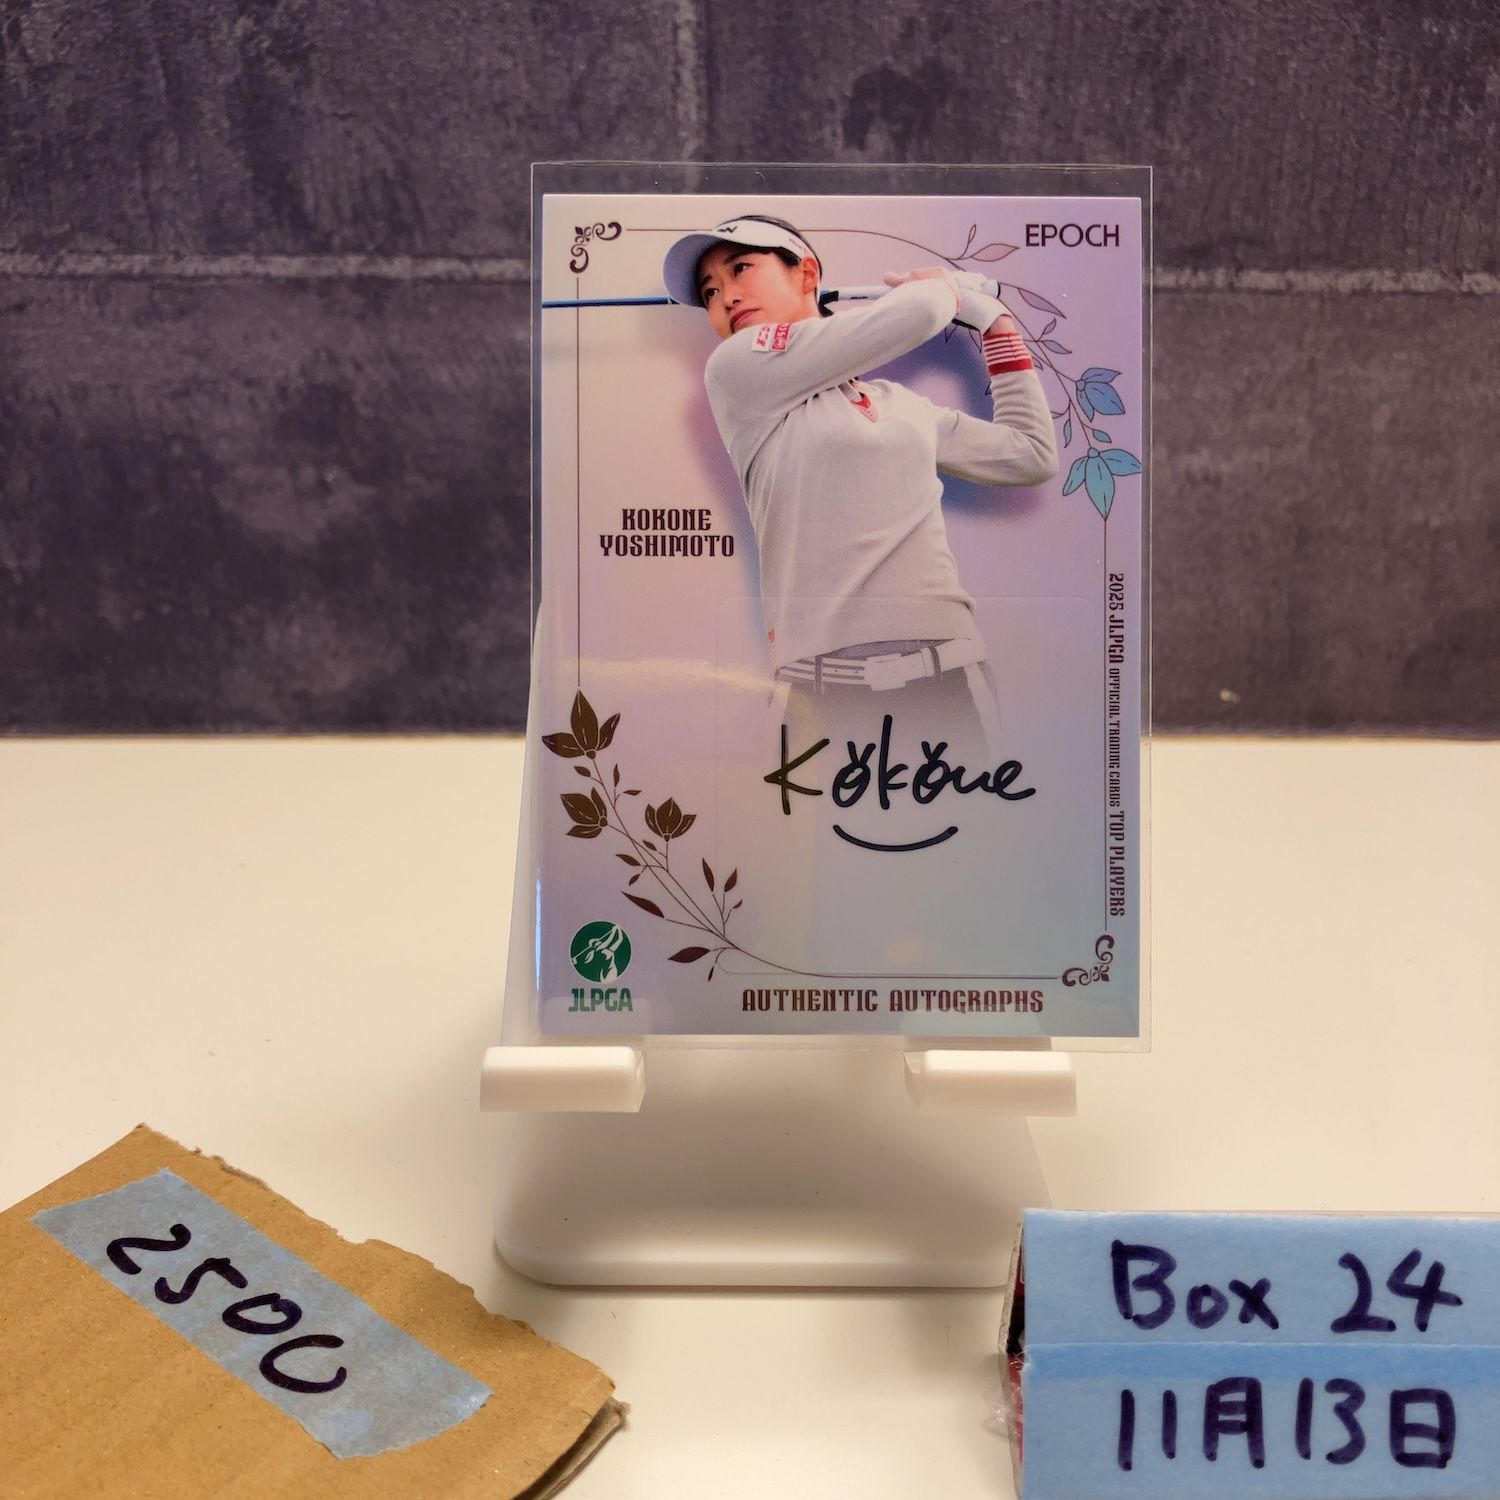 EPOCH
KOKONE
YOSHIMOTO
2025 JLPGA OFFICIAL TRADING CARDS TOP PLAYERS
Kokone
JLPGA
AUTHENTIC AUTOGRAPHS
2500
Box 24
11月13日